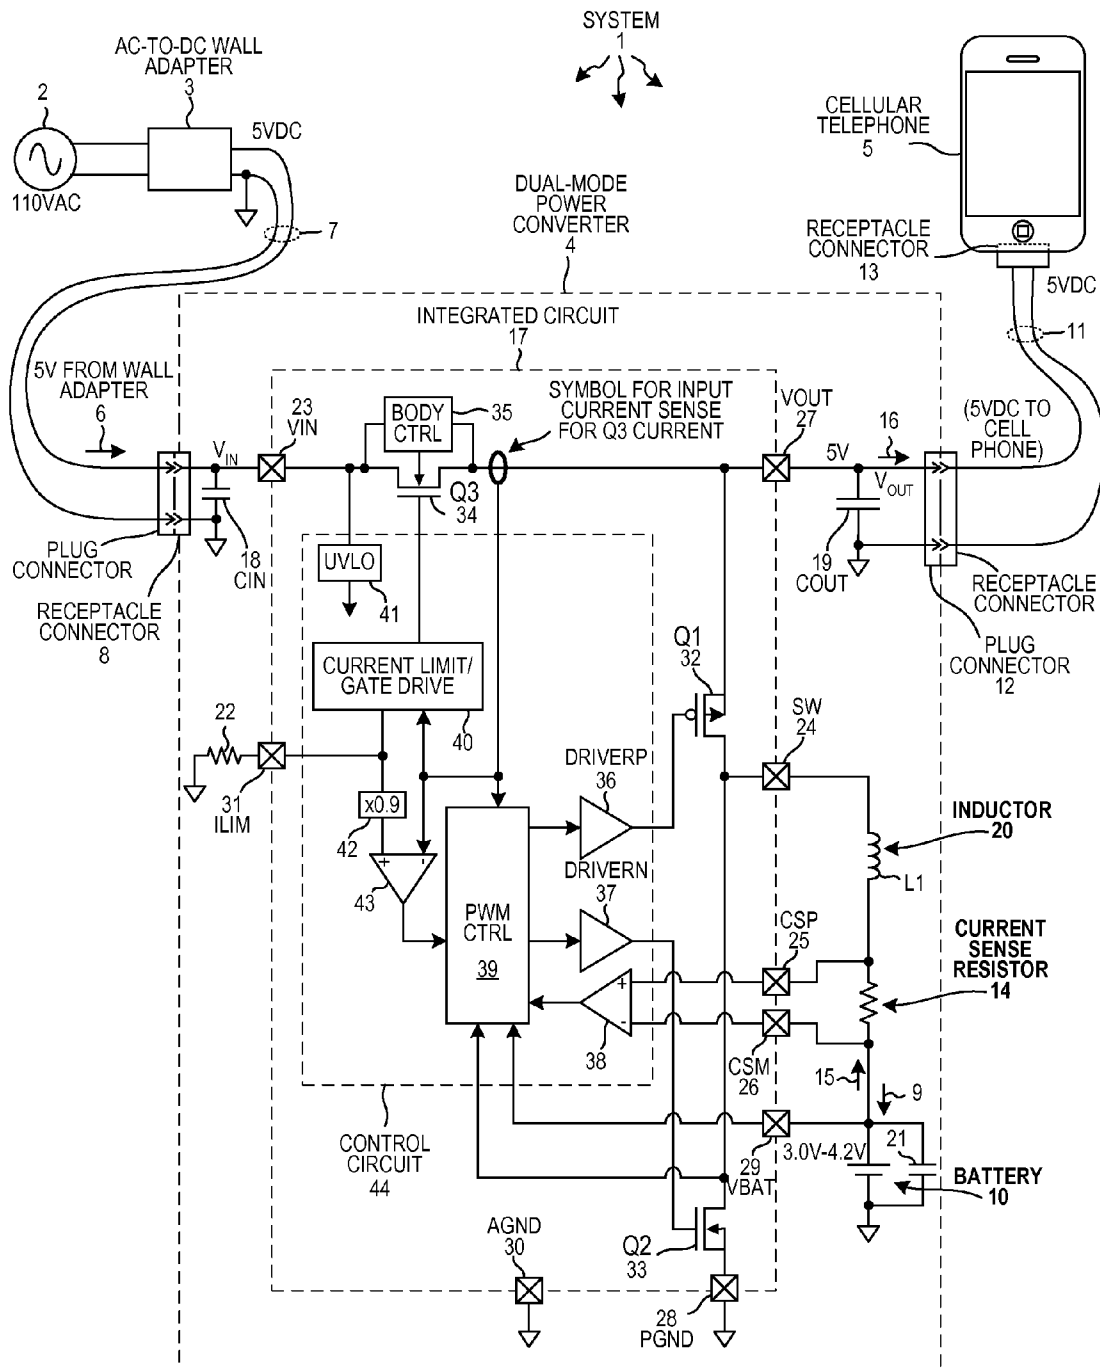 SYSTEM
1
AC-TO-DC WALL
ADAPTER
3
2
5VDC
110VAC
7
CELLULAR
TELEPHONE
5
DUAL-MODE
POWER
CONVERTER
4
RECEPTACLE
CONNECTOR
13
5VDC
11
INTEGRATED CIRCUIT
17
5V FROM WALL
ADAPTER
6
23
VIN
BODY
CTRL
35
SYMBOL FOR INPUT
CURRENT SENSE
FOR Q3 CURRENT
VOUT
27
(5VDC TO
CELL
PHONE)
16
5V
VIN
VOUT
Q3
34
18
CIN
PLUG
CONNECTOR
RECEPTACLE
CONNECTOR
8
UVLO
41
19
COUT
RECEPTACLE
CONNECTOR
PLUG
CONNECTOR
12
Q1
32
CURRENT LIMIT/
GATE DRIVE
40
22
31
ILIM
SW
24
DRIVERP
36
x0.9
42
+
-
43
INDUCTOR
20
L1
DRIVERN
37
PWM
CTRL
39
CSP
25
CURRENT
SENSE
RESISTOR
14
+
-
38
CSM
26
15
9
CONTROL
CIRCUIT
44
29
VBAT
3.0V-4.2V
21
BATTERY
10
AGND
30
Q2
33
28
PGND